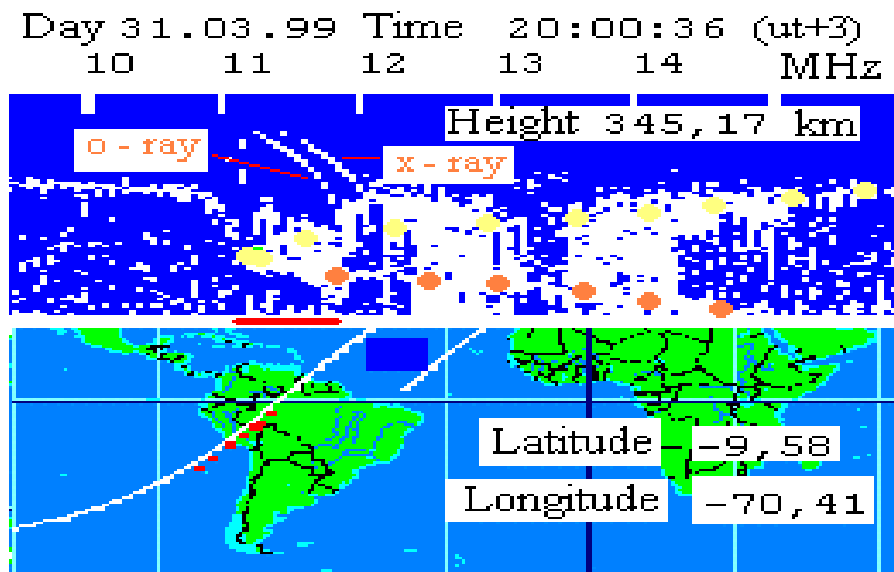 Day 31.03.99 Time 20:00:36 (ut+3)
10 11 12 13 14 MHz
Height 345,17 km
o - ray
x - ray
Latitude -9,58
Longitude -70,41